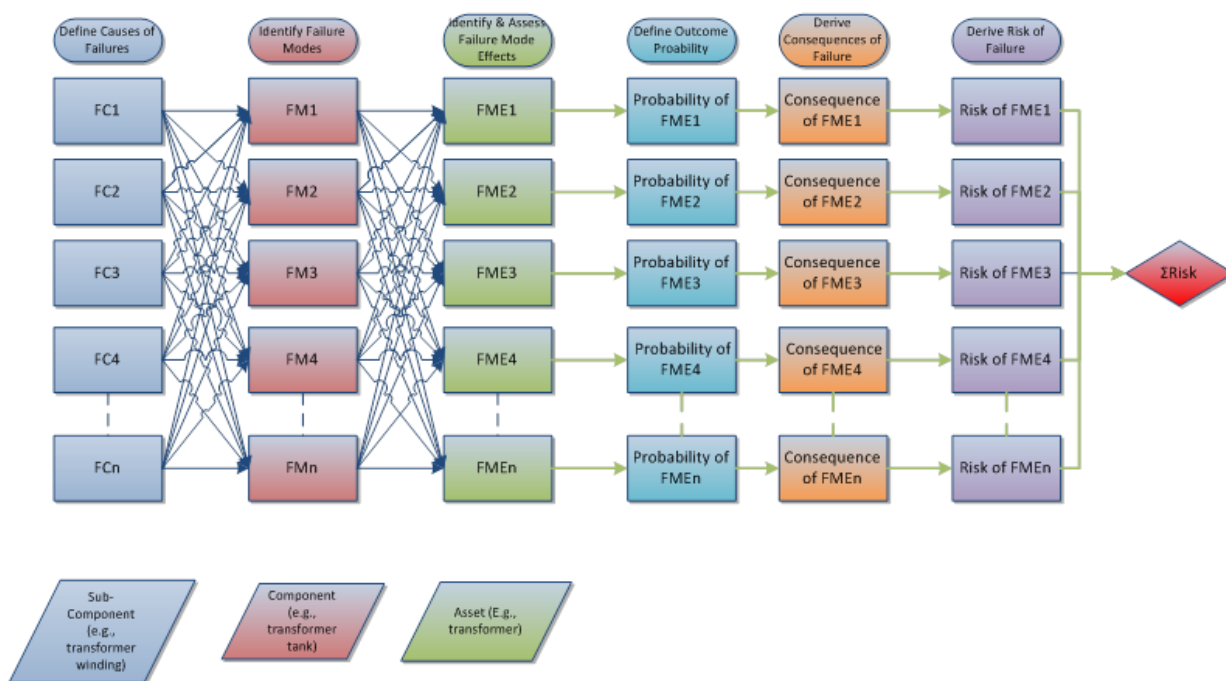 Define Causes of
Failures
Identify Failure
Modes
Identify & Assess
Failure Mode
Effects
Define Outcome
Proability
Derive
Consequences of
Failure
Derive Risk of
Failure
FC1
FM1
FME1
Probability of
FME1
Consequence
of FME1
Risk of FME1
FC2
FM2
FME2
Probability of
FME2
Consequence
of FME2
Risk of FME2
FC3
FM3
FME3
Probability of
FME3
Consequence
of FME3
Risk of FME3
ΣRisk
FC4
FM4
FME4
Probability of
FME4
Consequence
of FME4
Risk of FME4
FCn
FMn
FMEn
Probability of
FMEn
Consequence
of FMEn
Risk of FMEn
Sub-
Component
(e.g.,
transformer
winding)
Component
(e.g.,
transformer
tank)
Asset (E.g.,
transformer)